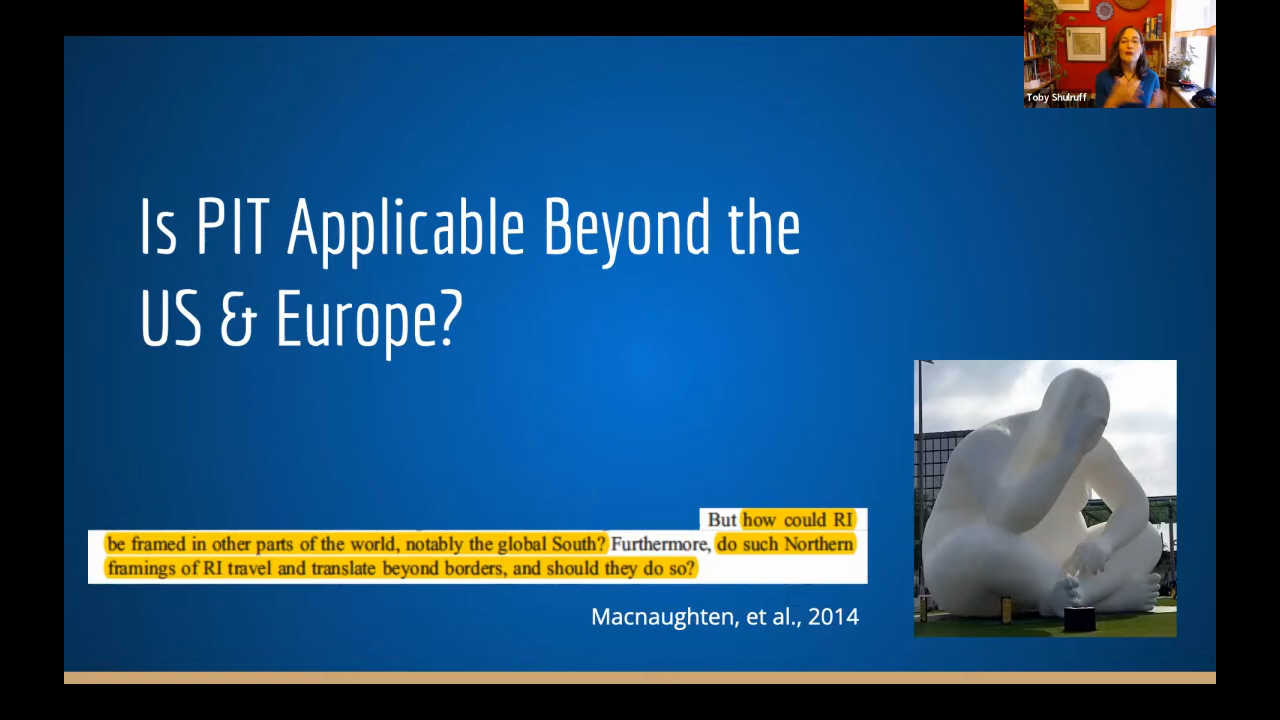 Toby Shulruff
Is PIT Applicable Beyond the
US & Europe?
But how could RI
be framed in other parts of the world, notably the global South? Furthermore, do such Northern
framings of RI travel and translate beyond borders, and should they do so?
Macnaughten, et al., 2014